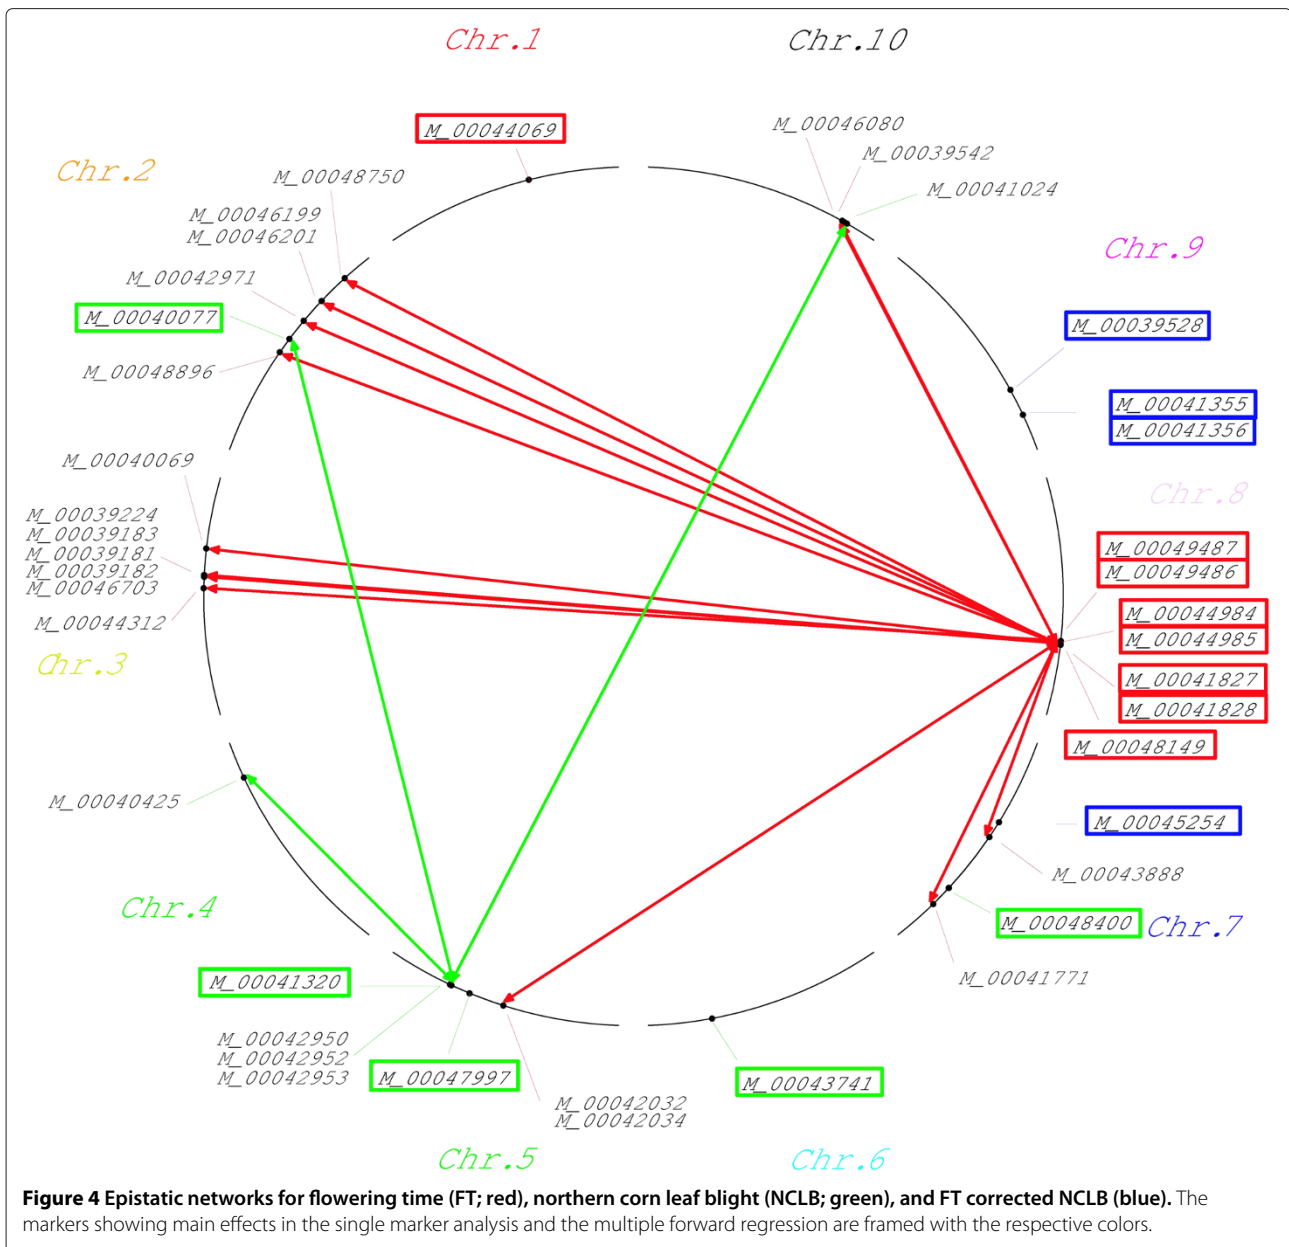 Chr.1
Chr.10
M_00044069
M_00046080
M_00039542
M_00041024
Chr.2
M_00048750
M_00046199
M_00046201
M_00042971
M_00040077
M_00048896
Chr.9
M_00039528
M_00041355
M_00041356
M_00040069
M_00039224
M_00039183
M_00039181
M_00039182
M_00046703
M_00044312
Chr.3
Chr.8
M_00049487
M_00049486
M_00044984
M_00044985
M_00041827
M_00041828
M_00048149
M_00040425
M_00045254
M_00043888
M_00048400
Chr.7
M_00041771
Chr.4
M_00041320
M_00042950
M_00042952
M_00042953
M_00047997
M_00042032
M_00042034
M_00043741
Chr.5
Chr.6
Figure 4 Epistatic networks for flowering time (FT; red), northern corn leaf blight (NCLB; green), and FT corrected NCLB (blue). The
markers showing main effects in the single marker analysis and the multiple forward regression are framed with the respective colors.